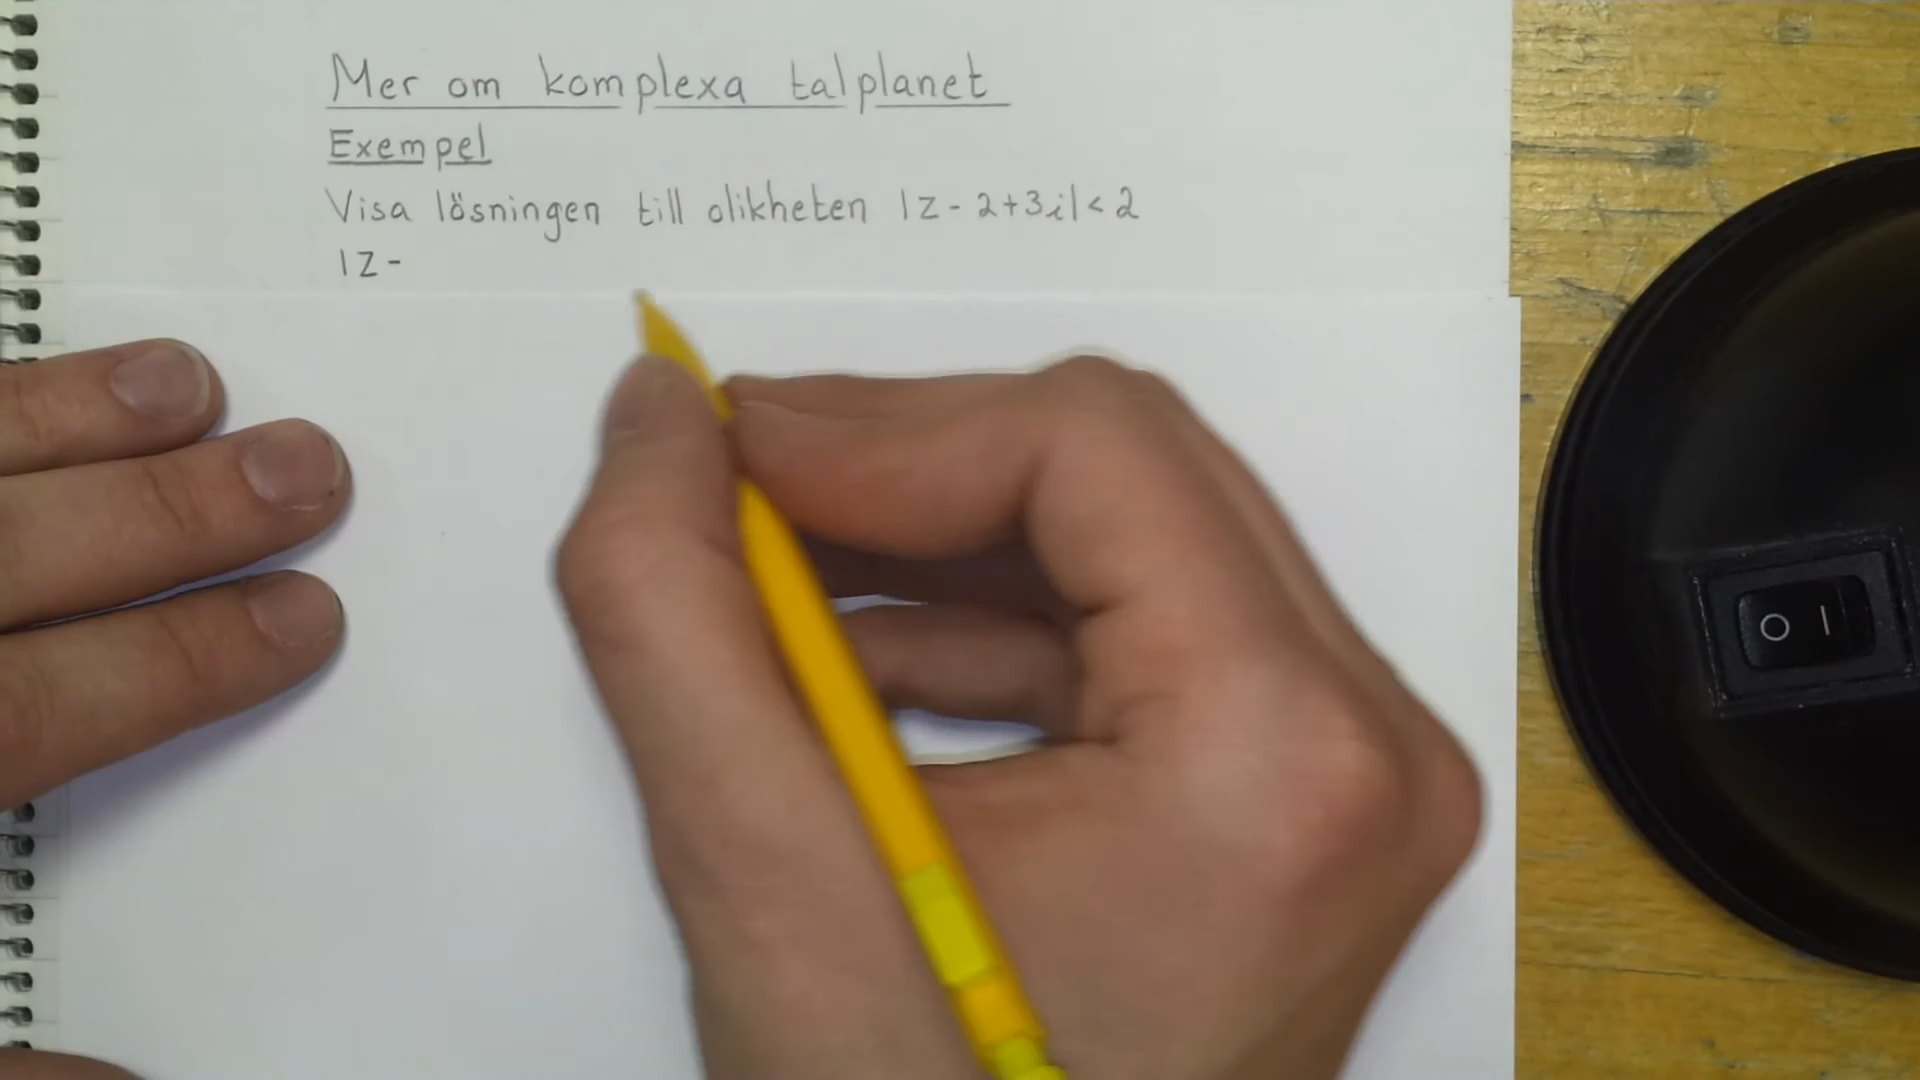 Mer om komplexa talplanet
Exempel
Visa lösningen till olikheten |z-2+3i|<2
|z-
O I